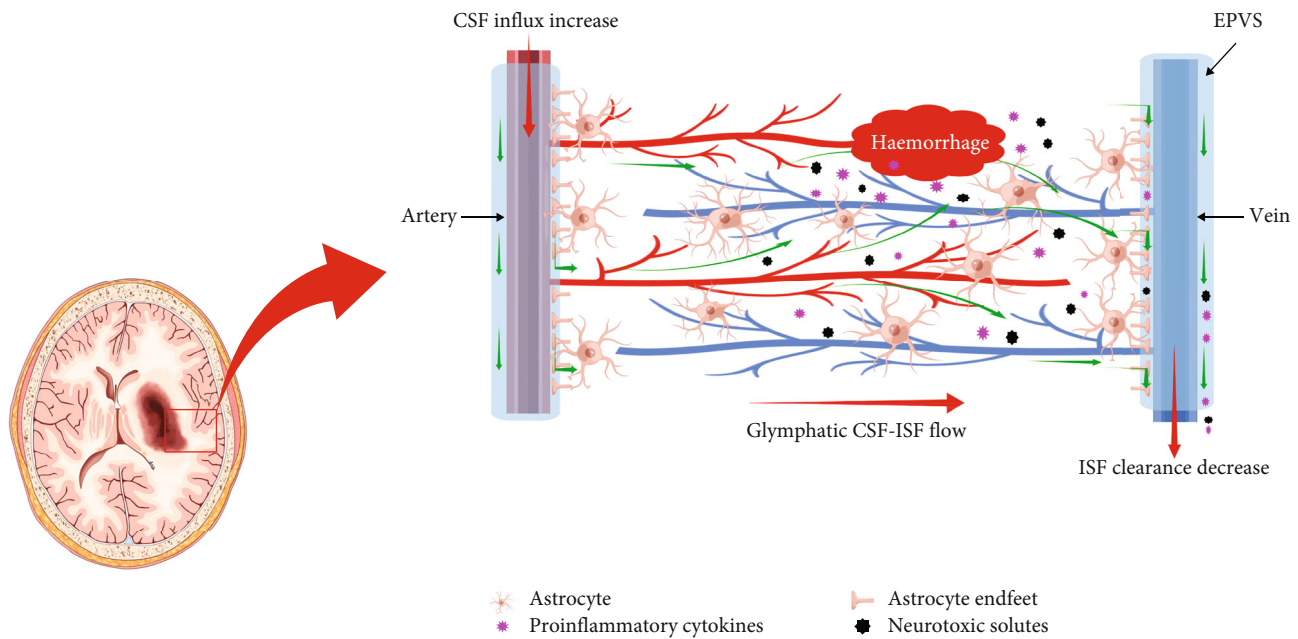 CSF influx increase
EPVS
Haemorrhage
Artery
Vein
Glymphatic CSF-ISF flow
ISF clearance decrease
Astrocyte
Astrocyte endfeet
Proinflammatory cytokines
Neurotoxic solutes